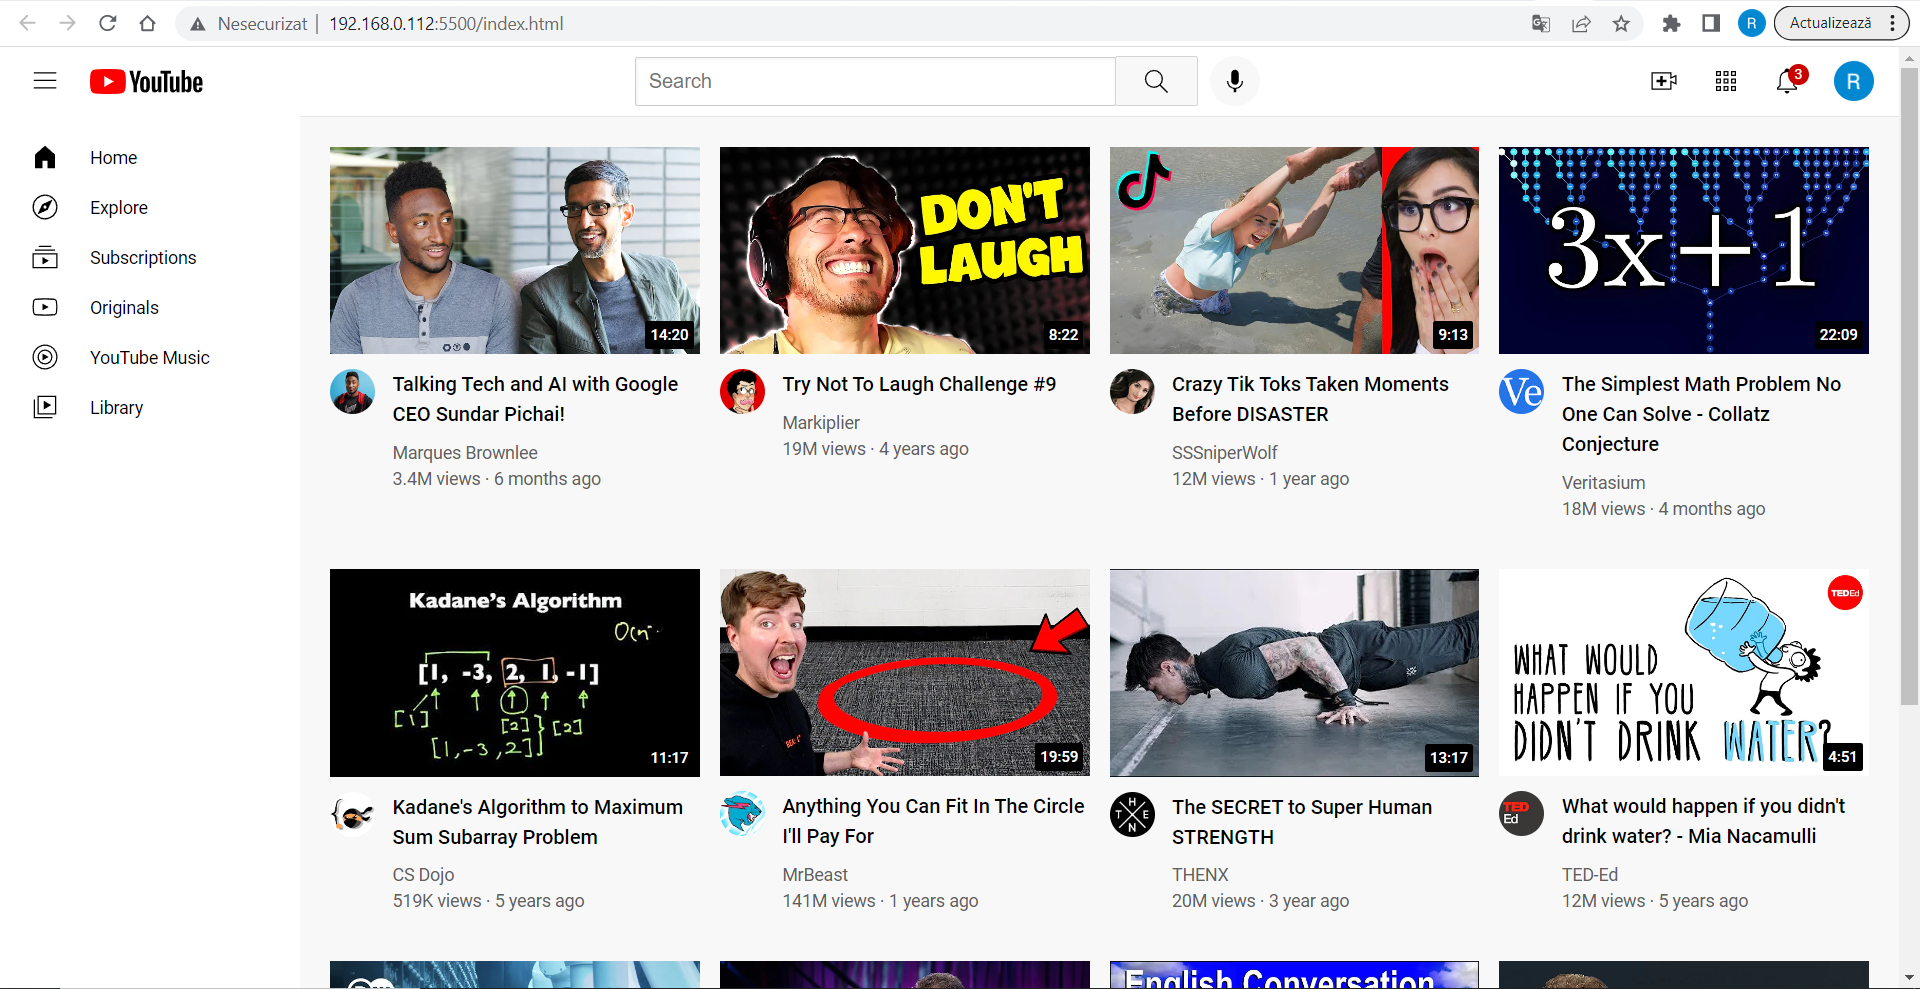 Nesecurizat
192.168.0.112:5500/index.html
R
Actualizează
YouTube
Search
3
R
Home
Explore
Subscriptions
Originals
YouTube Music
Library
14:20
DON'T
LAUGH
8:22
9:13
3x+1
22:09
Talking Tech and AI with Google
CEO Sundar Pichai!
Marques Brownlee
3.4M views · 6 months ago
Try Not To Laugh Challenge #9
Markiplier
19M views · 4 years ago
Crazy Tik Toks Taken Moments
Before DISASTER
SSSniperWolf
12M views · 1 year ago
Ve
The Simplest Math Problem No
One Can Solve - Collatz
Conjecture
Veritasium
18M views · 4 months ago
Kadane's Algorithm
[1, -3, 2, 1, -1]
[1]
[2]
[2]
[1,-3,2]
11:17
19:59
13:17
TEDEd
WHAT WOULD
HAPPEN IF YOU
DIDN'T DRINK WATER?
4:51
Kadane's Algorithm to Maximum
Sum Subarray Problem
CS Dojo
519K views · 5 years ago
Anything You Can Fit In The Circle
I'll Pay For
MrBeast
141M views · 1 years ago
THEN
The SECRET to Super Human
STRENGTH
THENX
20M views · 3 year ago
TED
Ed
What would happen if you didn't
drink water? - Mia Nacamulli
TED-Ed
12M views · 5 years ago
English Conversation